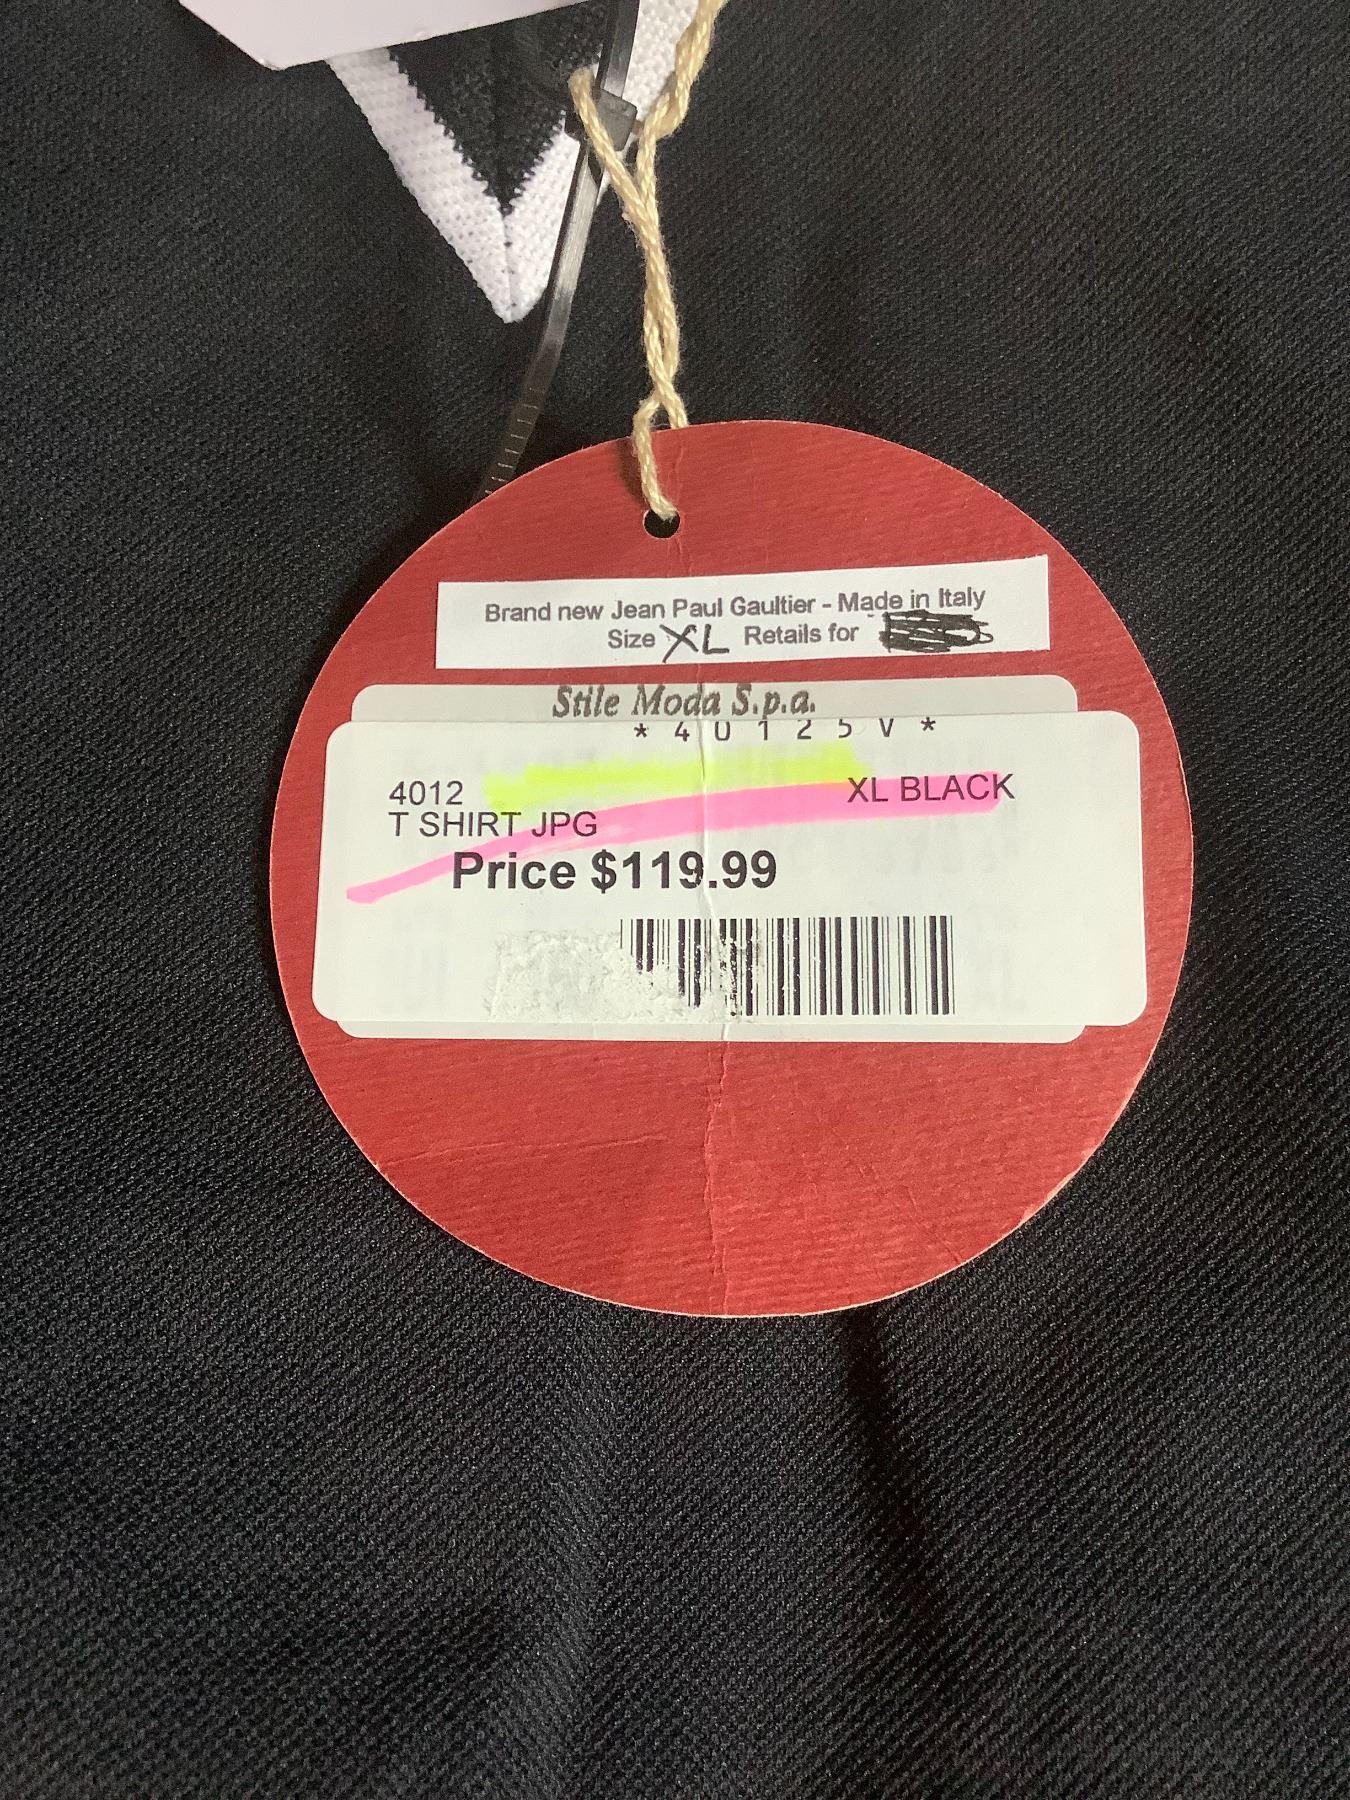 Brand new Jean Paul Gaultier - Made in Italy
Size XL Retails for
Stile Moda S.p.a.
* 4 0 1 2 5 V *
4012 XL BLACK
T SHIRT JPG
Price $119.99